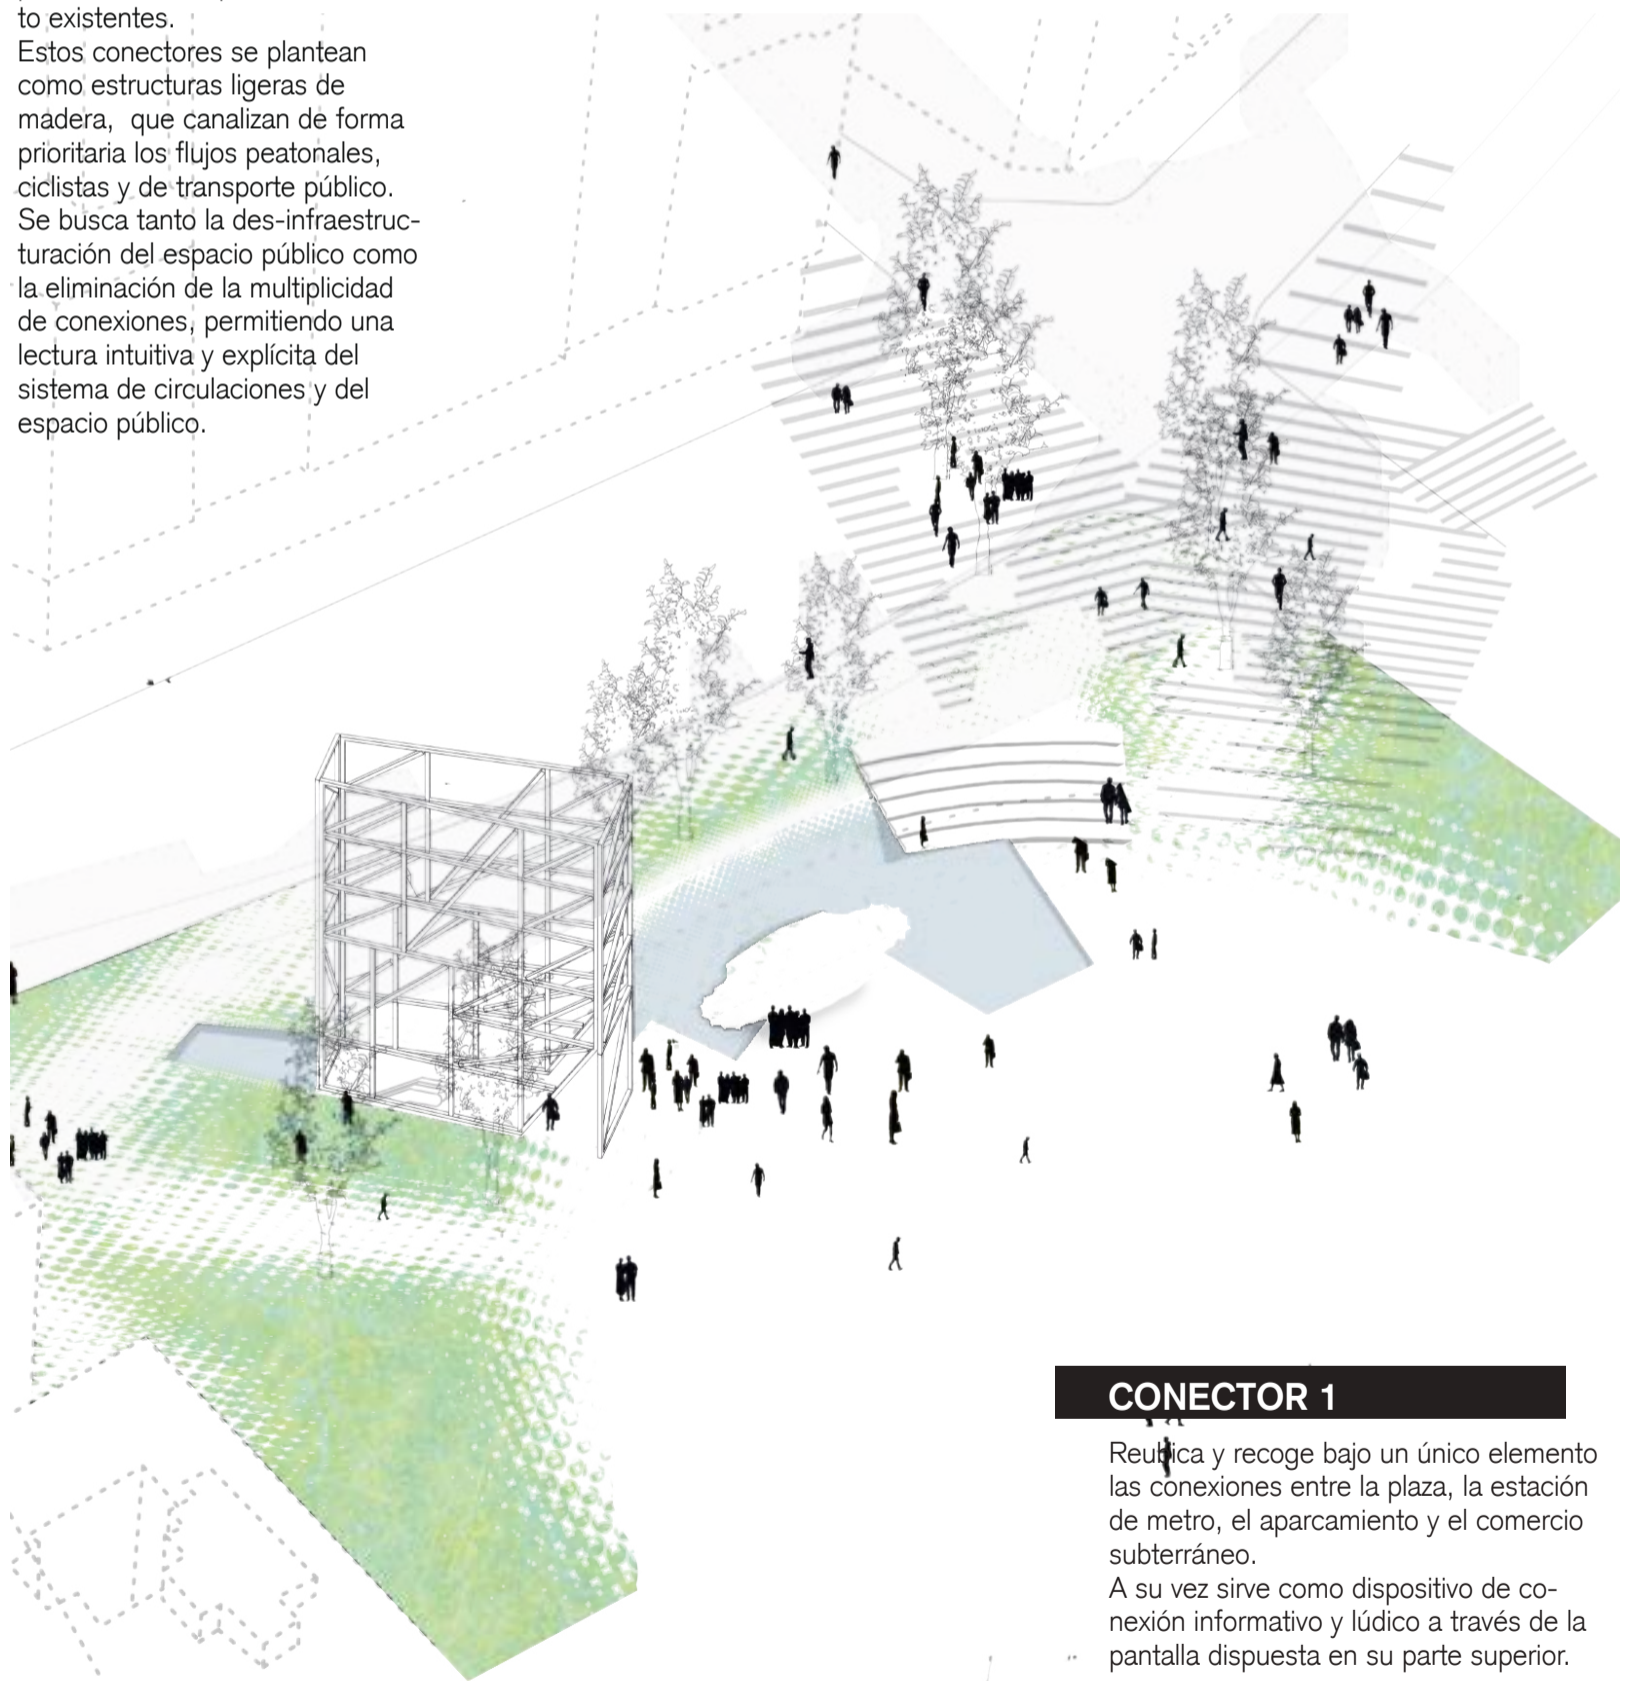 to existentes.
Estos conectores se plantean
como estructuras ligeras de
madera,  que canalizan de forma
prioritaria los flujos peatonales,
ciclistas y de transporte público.
Se busca tanto la des-infraestruc-
turación del espacio público como
la eliminación de la multiplicidad
de conexiones, permitiendo una
lectura intuitiva y explícita del
sistema de circulaciones y del
espacio público.
CONECTOR 1
Reubica y recoge bajo un único elemento
las conexiones entre la plaza, la estación
de metro, el aparcamiento y el comercio
subterráneo.
A su vez sirve como dispositivo de co-
nexión informativo y lúdico a través de la
pantalla dispuesta en su parte superior.